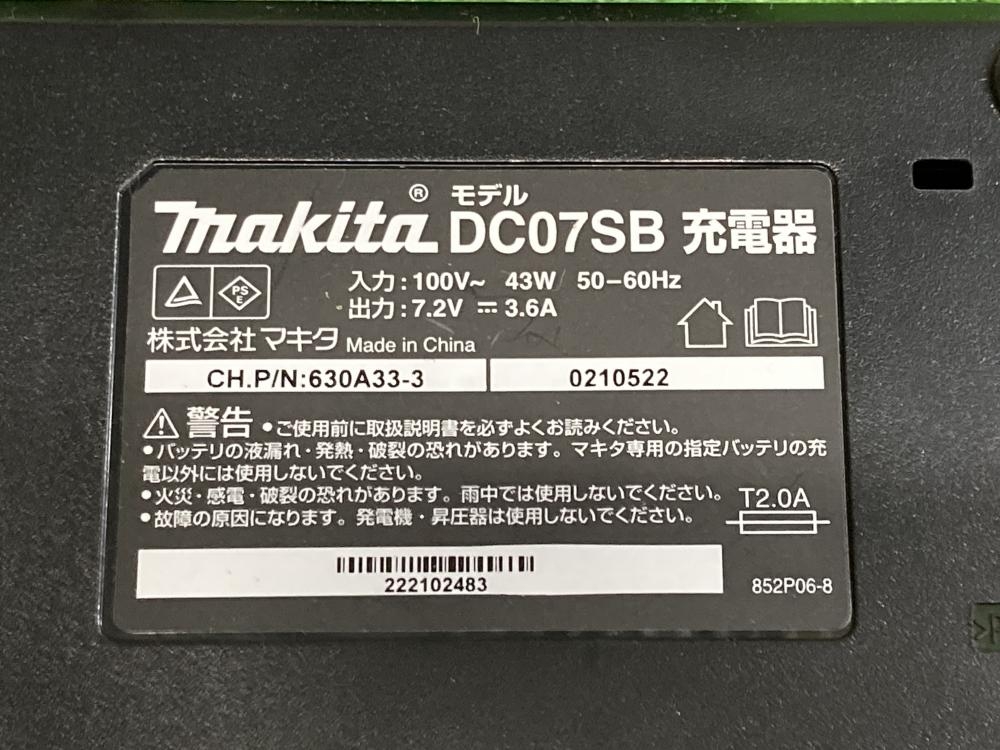 makita® モデル DC07SB 充電器
PS
E
入力:100V~ 43W 50-60Hz
出力:7.2V ⎓ 3.6A
株式会社マキタ Made in China
CH.P/N:630A33-3 0210522
⚠警告 ●ご使用前に取扱説明書を必ずよくお読みください。
●バッテリの液漏れ・発熱・破裂の恐れがあります。マキタ専用の指定バッテリの充
電以外には使用しないでください。
●火災・感電・破裂の恐れがあります。雨中では使用しないでください。
●故障の原因になります。発電機・昇圧器は使用しないでください。
T2.0A
222102483
852P06-8